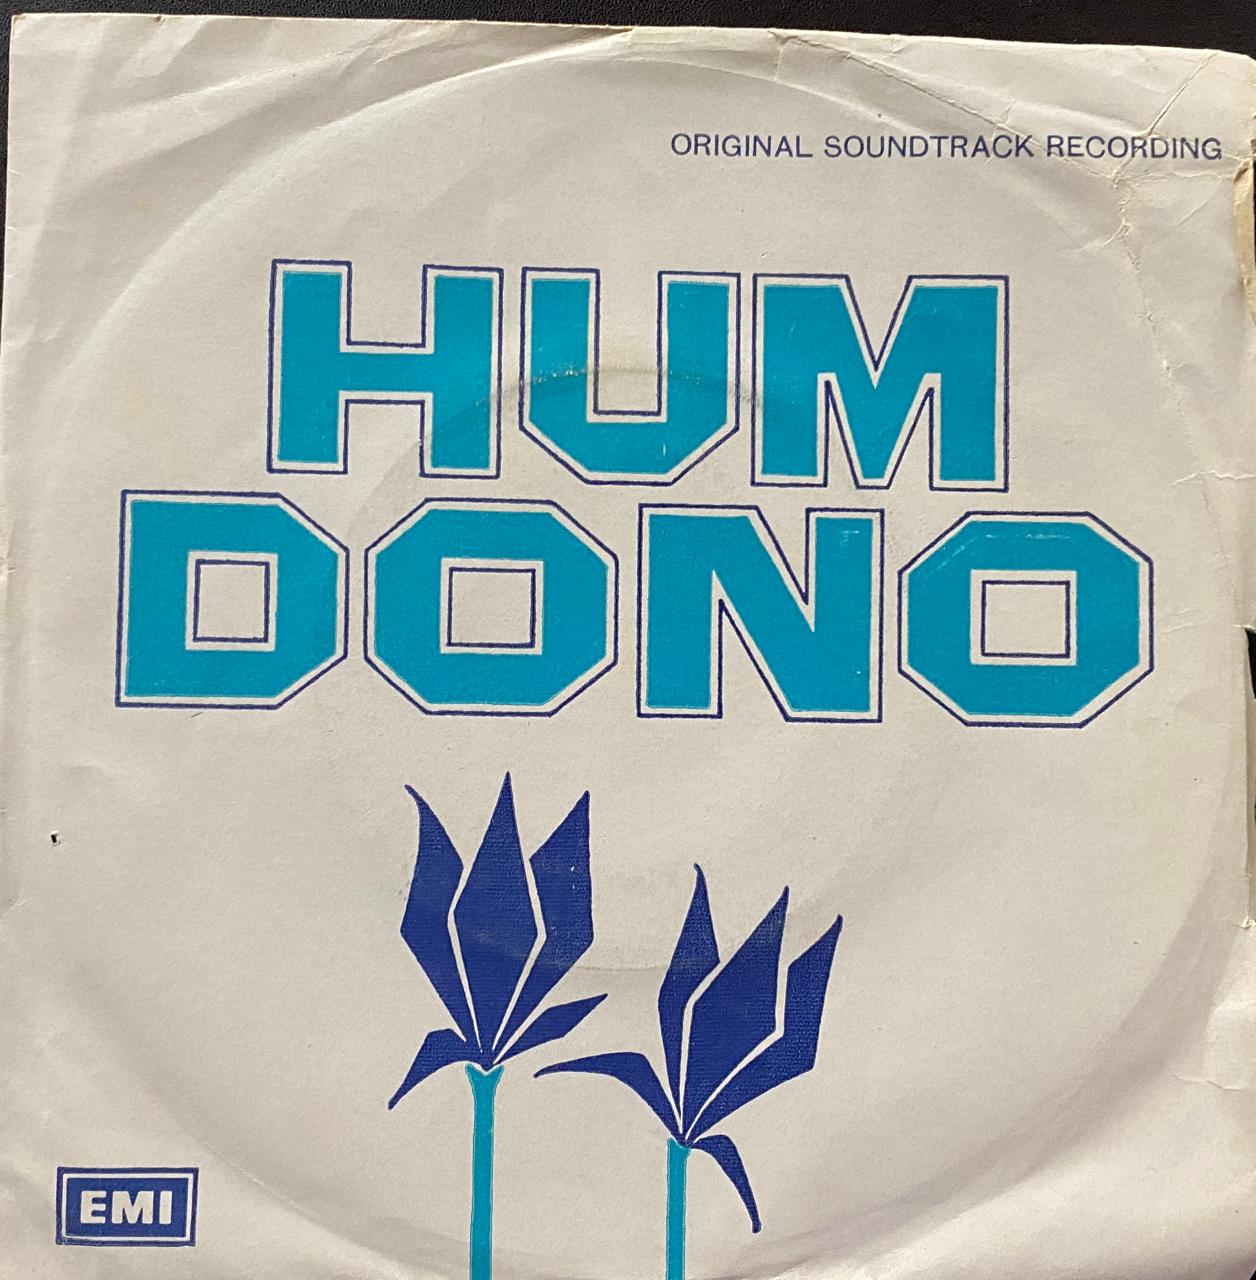 ORIGINAL SOUNDTRACK RECORDING
HUM
DONO
EMI